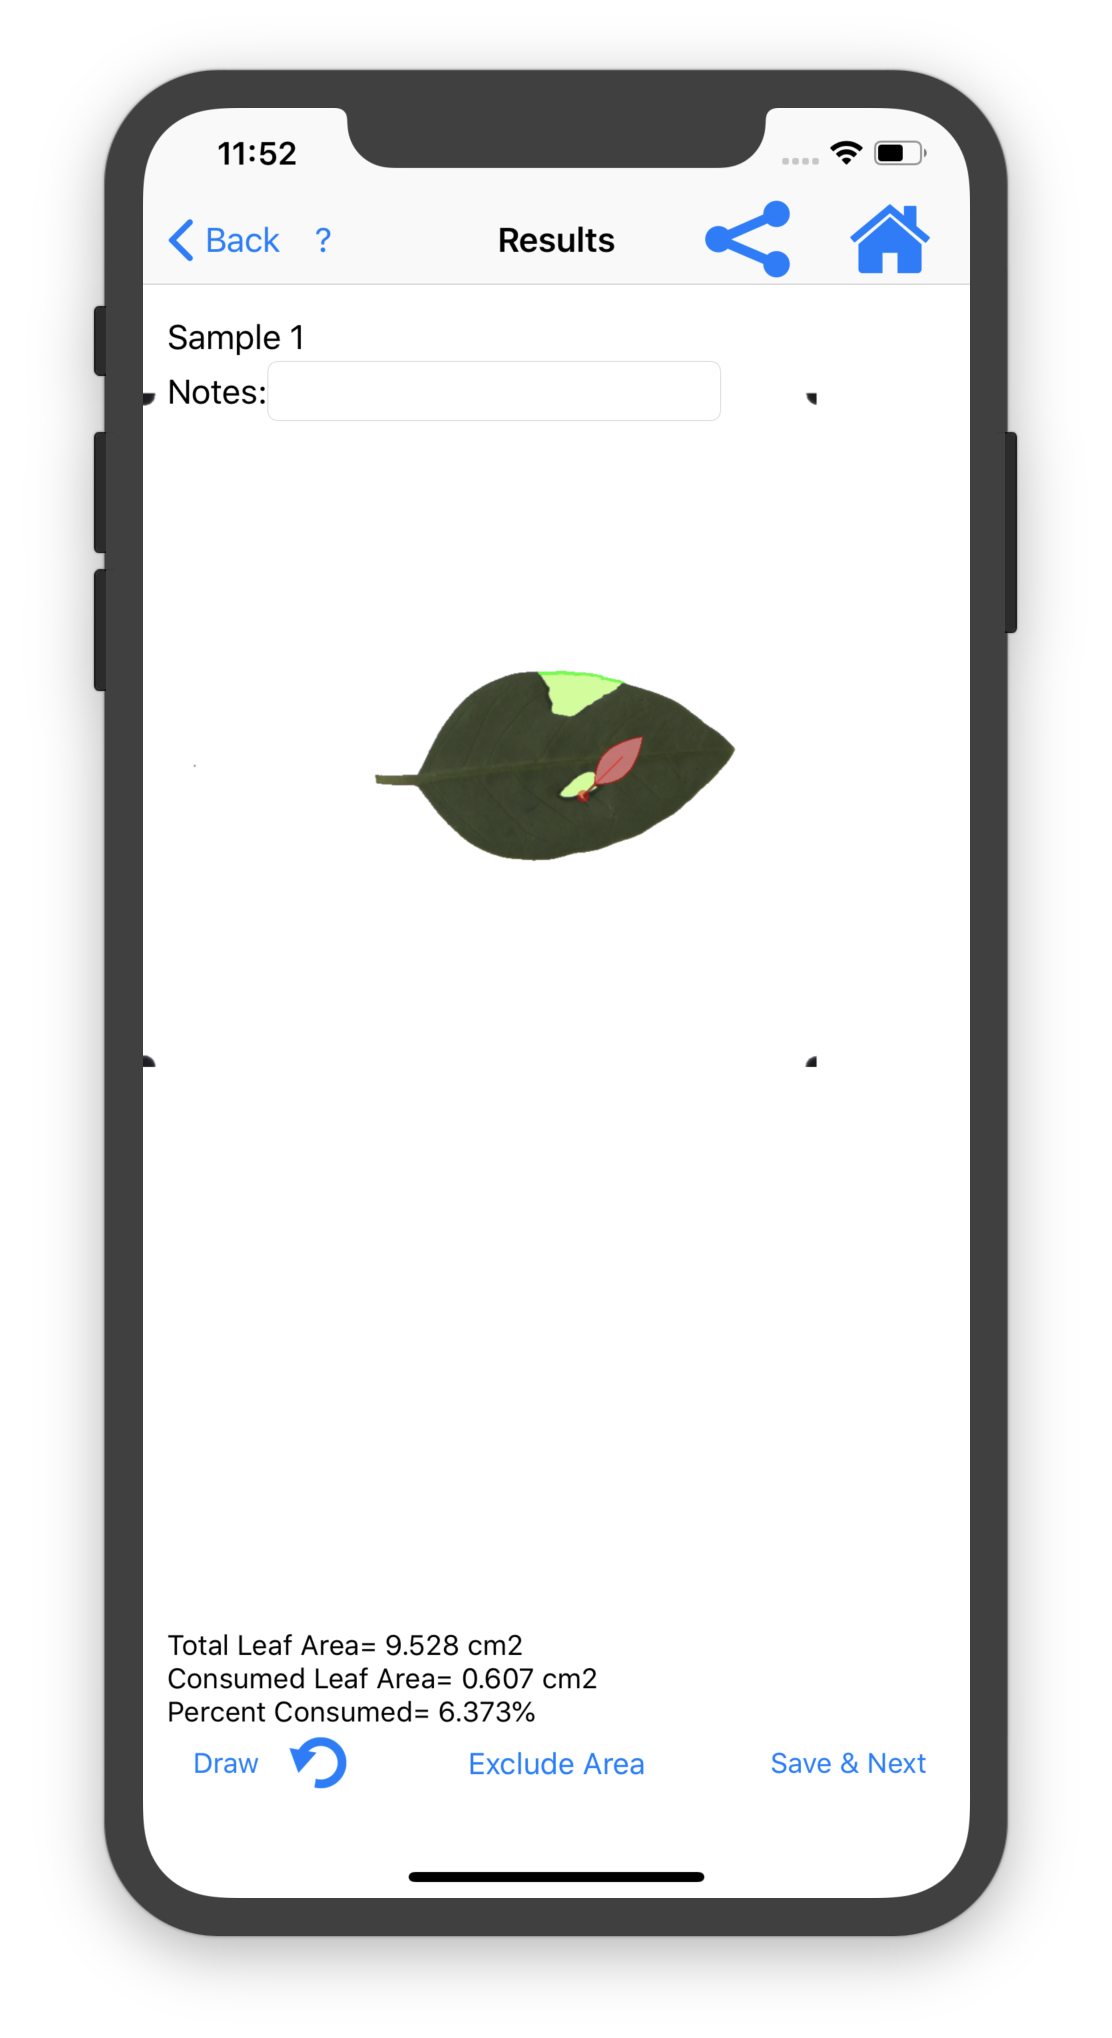 11:52
Back ? Results
Sample 1
Notes:
Total Leaf Area= 9.528 cm2
Consumed Leaf Area= 0.607 cm2
Percent Consumed= 6.373%
Draw Exclude Area Save & Next